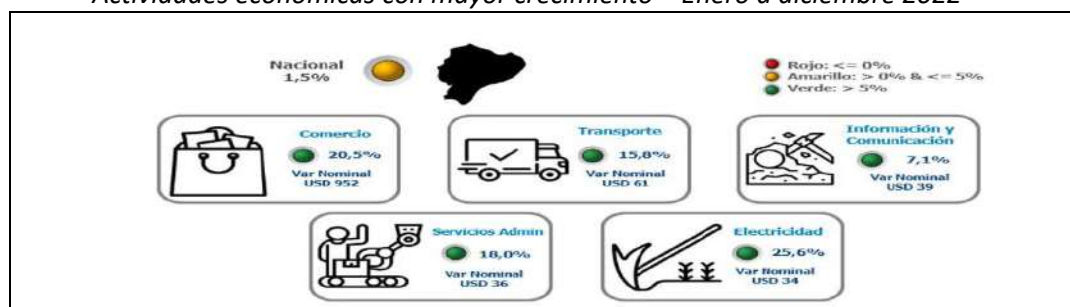 Actividades económicas con mayor crecimiento – Enero a diciembre 2022
Nacional
1,5%
Rojo: <= 0%
Amarillo: > 0% & <= 5%
Verde: > 5%
Comercio
20,5%
Var Nominal
USD 952
Transporte
15,8%
Var Nominal
USD 61
Información y
Comunicación
7,1%
Var Nominal
USD 39
Servicios Admin
18,0%
Var Nominal
USD 36
Electricidad
25,6%
Var Nominal
USD 34